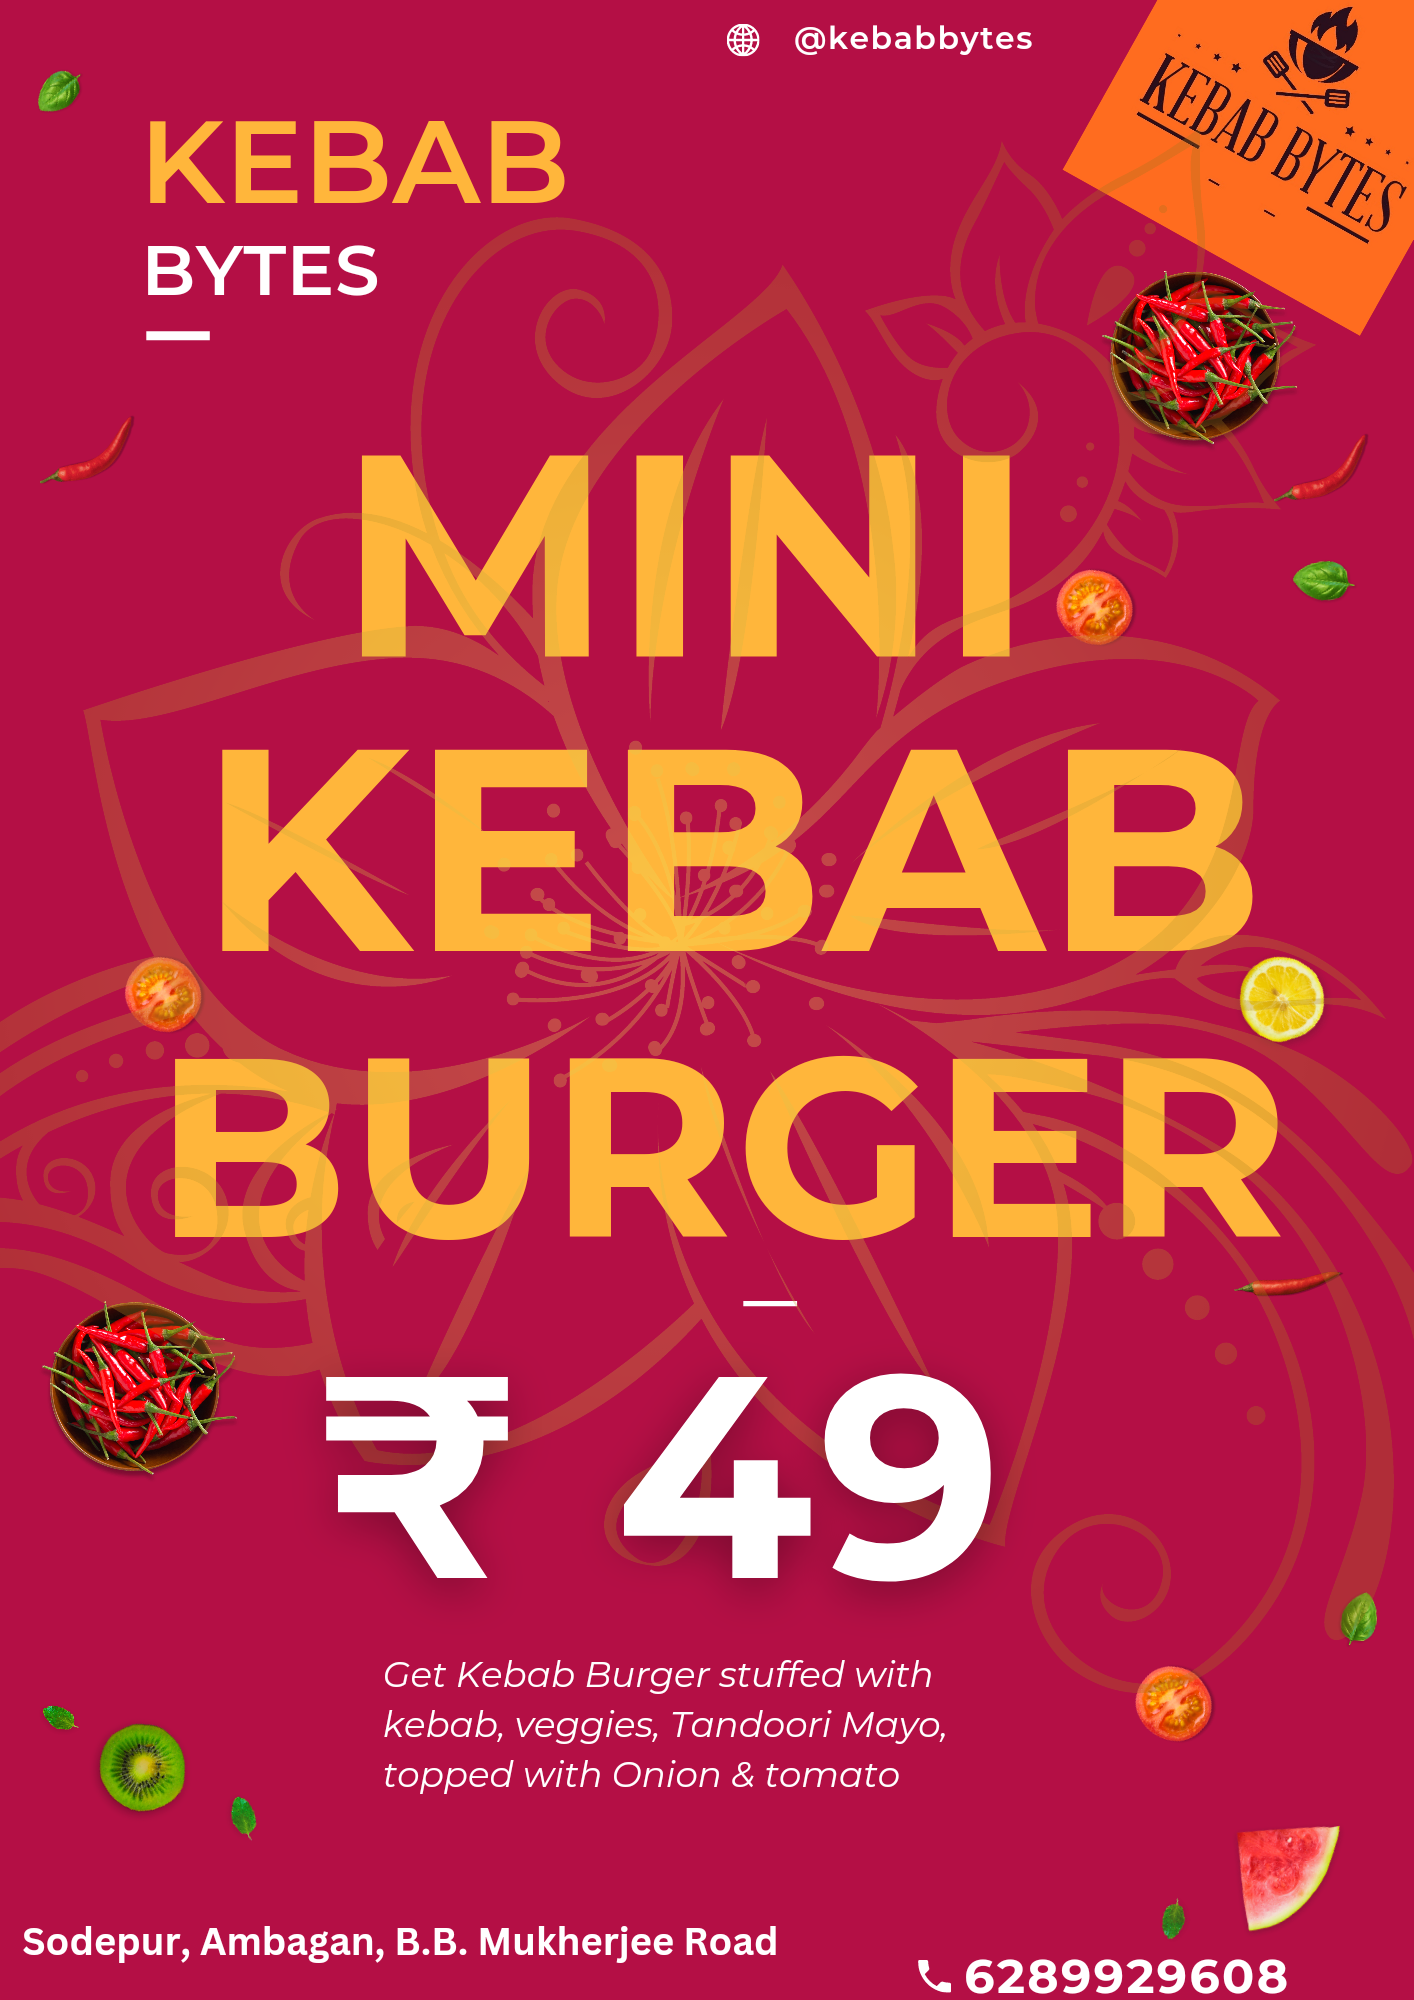 @kebabbytes
KEBAB BYTES
KEBAB
BYTES
MINI
KEBAB
BURGER
₹ 49
Get Kebab Burger stuffed with
kebab, veggies, Tandoori Mayo,
topped with Onion & tomato
Sodepur, Ambagan, B.B. Mukherjee Road
6289929608